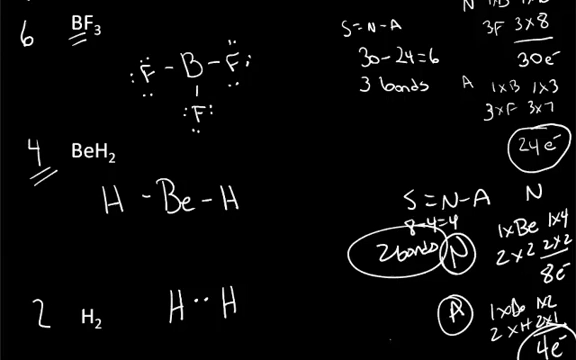 6 BF3
:F - B - F:
:F:
S = N - A
30 - 24 = 6
3 bonds
N
3F 3x8
30e-
A 1xB 1x3
3xF 3x7
24e-
4 BeH2
H - Be - H
S = N - A
8 - 4 = 4
2 bonds
N
N
1xBe 1x4
2x2 2x2
8e-
2 H2
H : H
A
1xBe 1x2
2xH 2x1
4e-